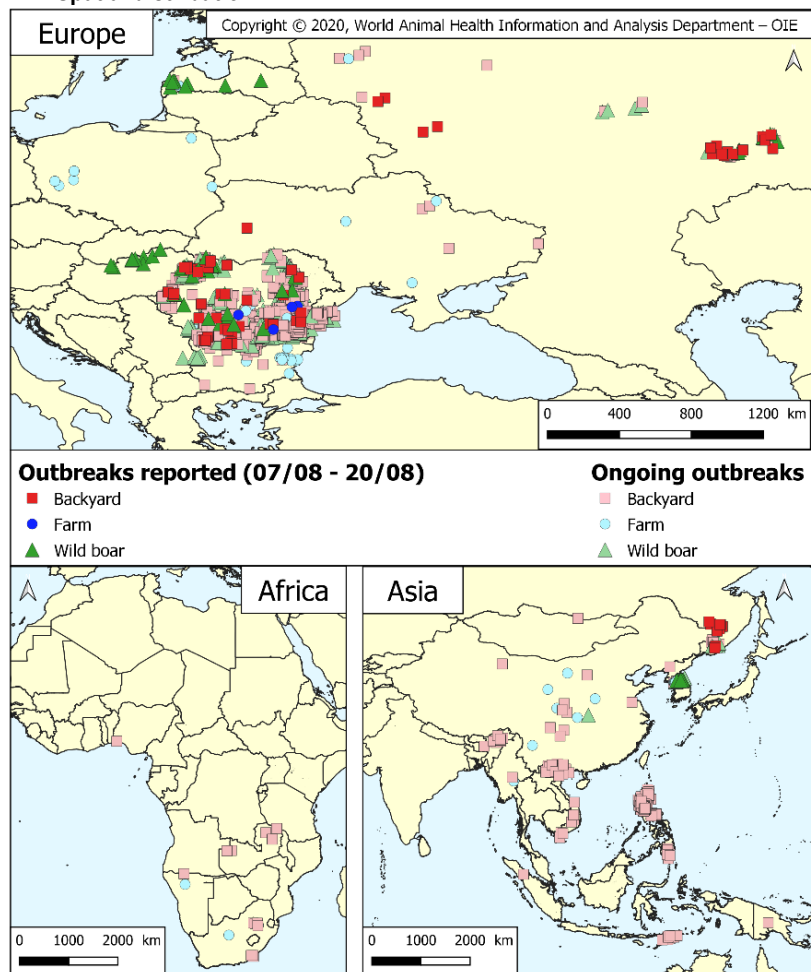 Europe
Copyright © 2020, World Animal Health Information and Analysis Department – OIE
0 400 800 1200 km
Outbreaks reported (07/08 - 20/08)
Backyard
Farm
Wild boar
Ongoing outbreaks
Backyard
Farm
Wild boar
Africa
0 1000 2000 km
Asia
0 1000 2000 km